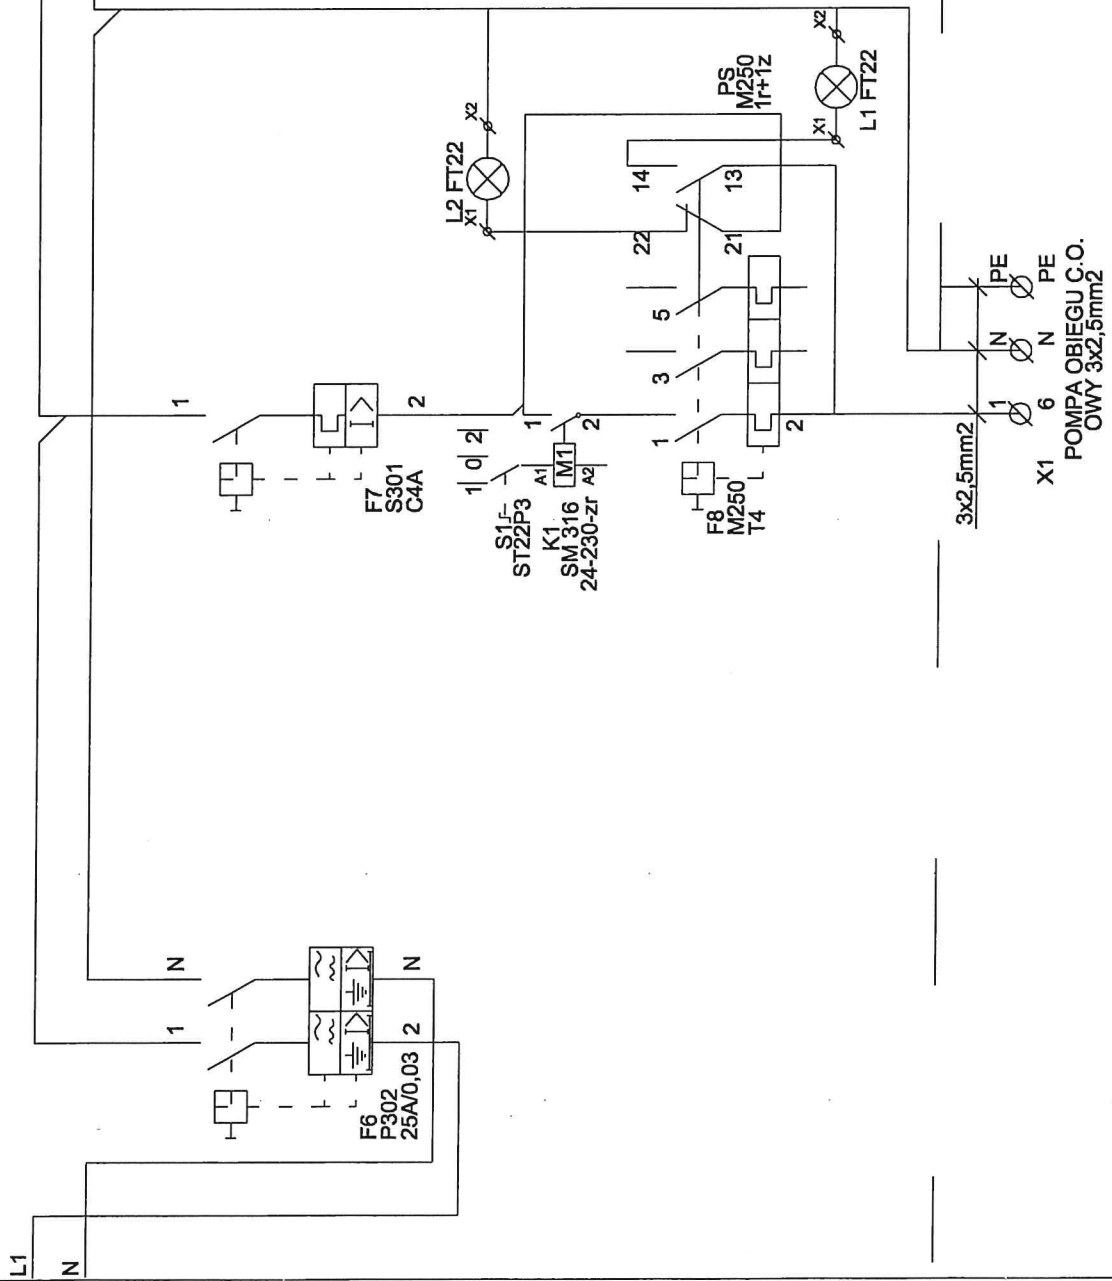 L1
N
1
N
2
N
F6
P302
25A/0,03
1
2
F7
S301
C4A
1 | 0 | 2 |
S1
ST22P3
A1
M1
A2
K1
SM 316
24-230-zr
1
2
L2 FT22
X1
X2
1
3
5
2
F8
M250
T4
22
21
14
13
PS
M250
1r+1z
X1
X2
L1 FT22
3x2,5mm2
1
N
PE
X1
6
N
PE
POMPA OBIEGU C.O.
OWY 3x2,5mm2